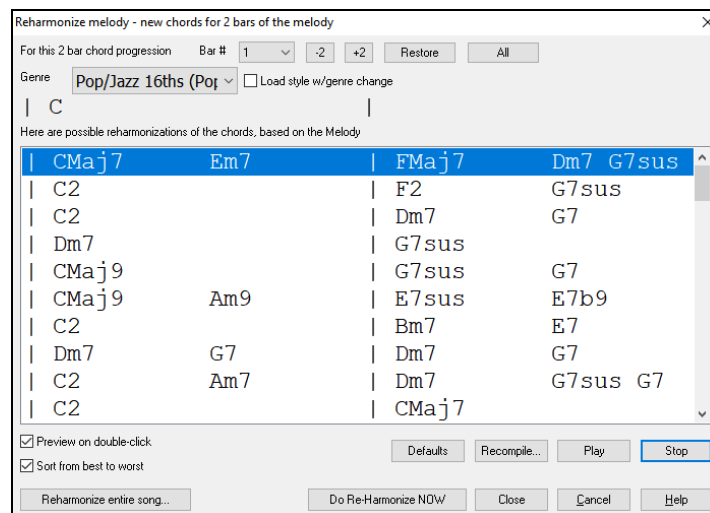 Reharmonize melody - new chords for 2 bars of the melody
For this 2 bar chord progression Bar # 1 -2 +2 Restore All
Genre Pop/Jazz 16ths (Pop Load style w/genre change
| C |
Here are possible reharmonizations of the chords, based on the Melody
| CMaj7 Em7 | FMaj7 Dm7 G7sus
| C2 | F2 G7sus
| C2 | Dm7 G7
| Dm7 | G7sus
| CMaj9 | G7sus G7
| CMaj9 Am9 | E7sus E7b9
| C2 | Bm7 E7
| Dm7 G7 | Dm7 G7
| C2 Am7 | Dm7 G7sus G7
| C2 | CMaj7
Preview on double-click
Sort from best to worst
Defaults Recompile... Play Stop
Reharmonize entire song... Do Re-Harmonize NOW Close Cancel Help